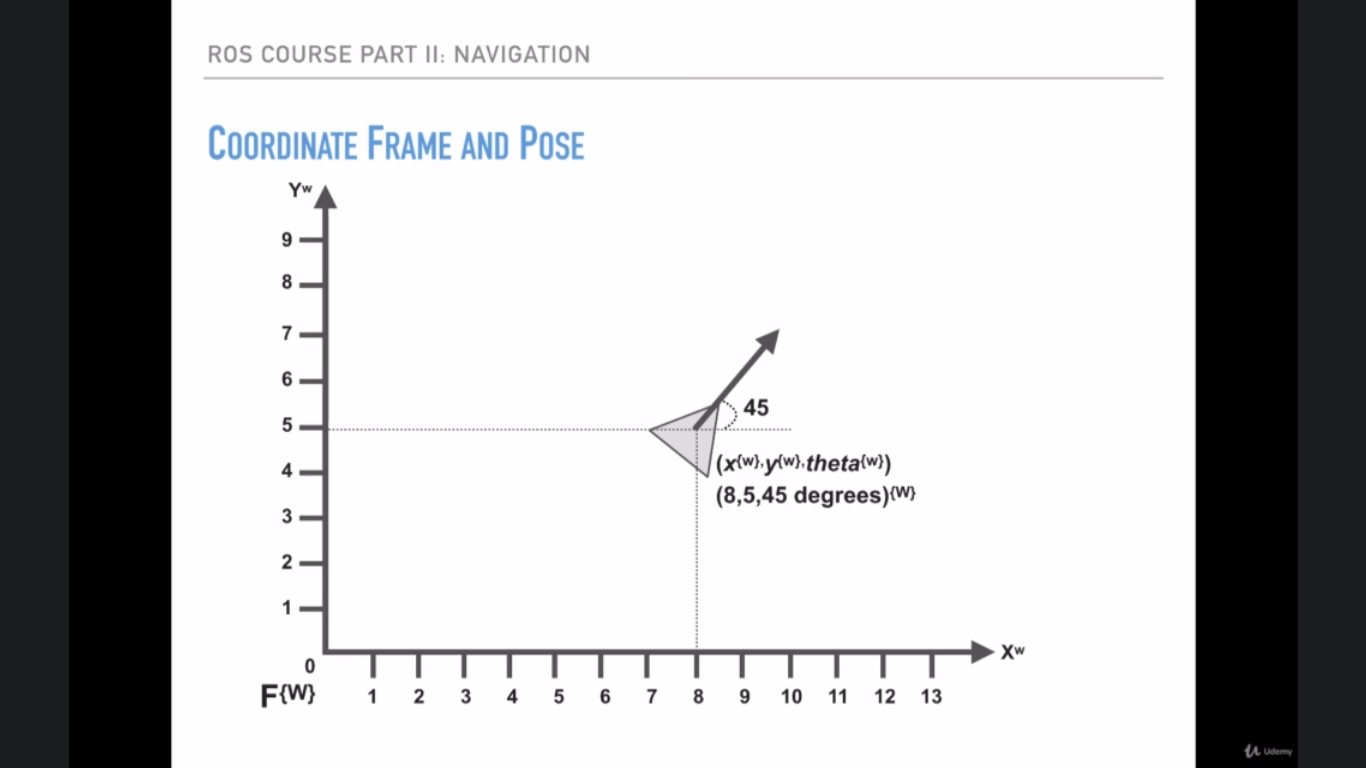 ROS COURSE PART II: NAVIGATION
COORDINATE FRAME AND POSE
Yw
9
8
7
6
5
4
3
2
1
0
45
(x{w},y{w},theta{w})
(8,5,45 degrees){W}
Xw
F{W}
1 2 3 4 5 6 7 8 9 10 11 12 13
Udemy